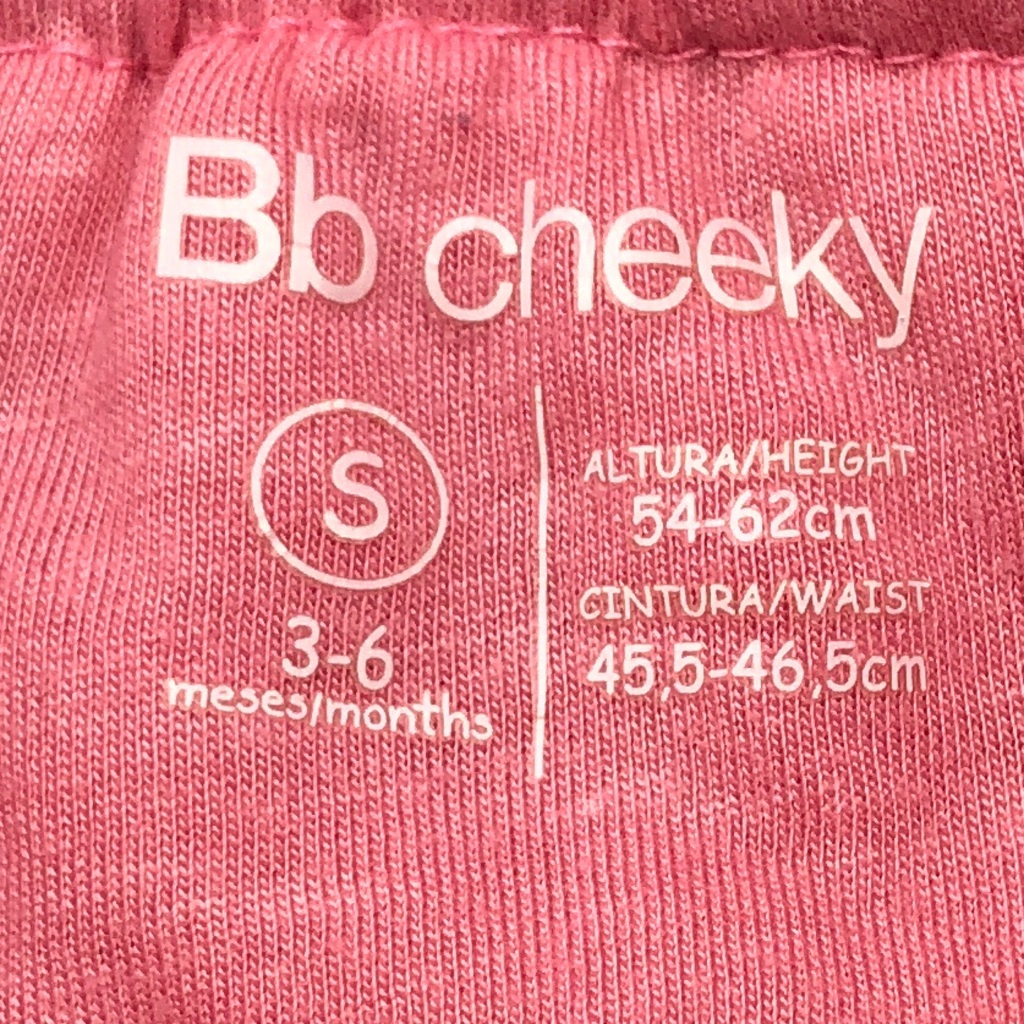 Bb cheeky
S
3-6
meses/months
ALTURA/HEIGHT
54-62cm
CINTURA/WAIST
45,5-46,5cm